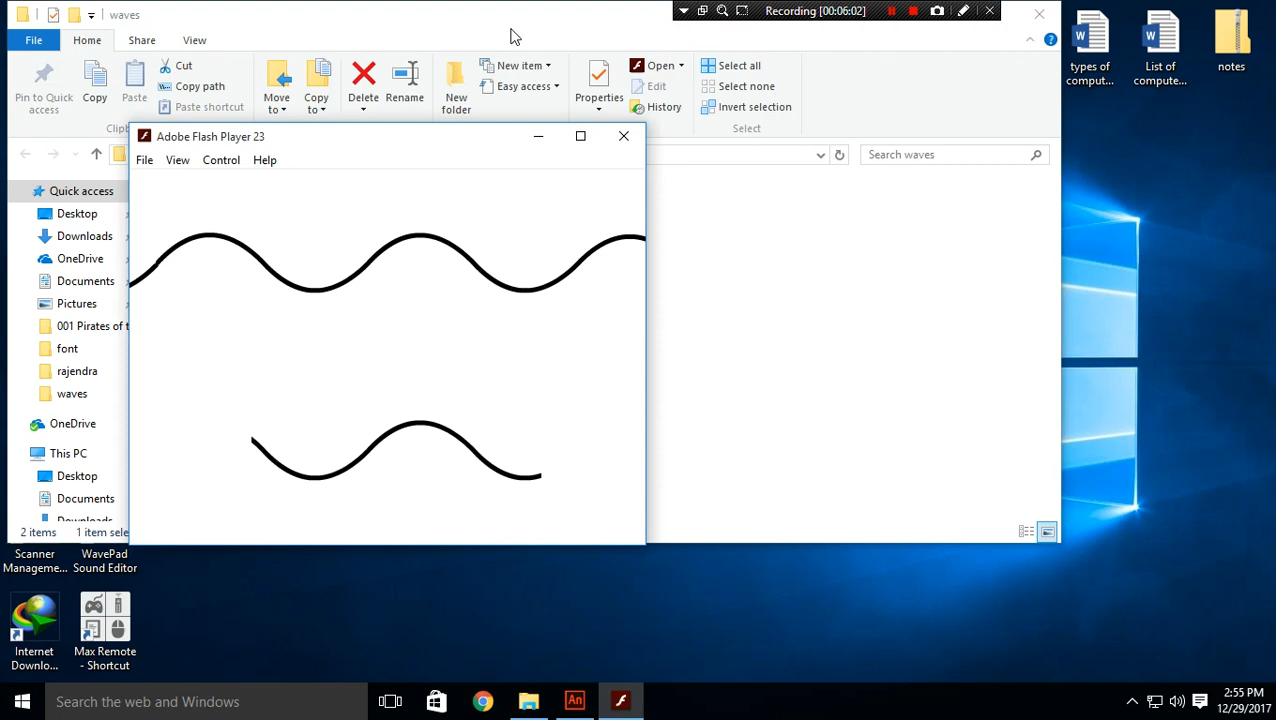 waves
Recording [00:06:02]
File
Home
Share
View
Pin to Quick access
Copy
Paste
Cut
Copy path
Paste shortcut
Move to
Copy to
Delete
Rename
New folder
New item
Easy access
Properties
Open
Edit
History
Select all
Select none
Invert selection
Clipb
Select
Adobe Flash Player 23
File
View
Control
Help
Search waves
Quick access
Desktop
Downloads
OneDrive
Documents
Pictures
001 Pirates of t
font
rajendra
waves
OneDrive
This PC
Desktop
Documents
Downloads
2 items
1 item sele
types of comput...
List of compute...
notes
Scanner Manageme...
WavePad Sound Editor
Internet Downlo...
Max Remote - Shortcut
Search the web and Windows
An
2:55 PM
12/29/2017